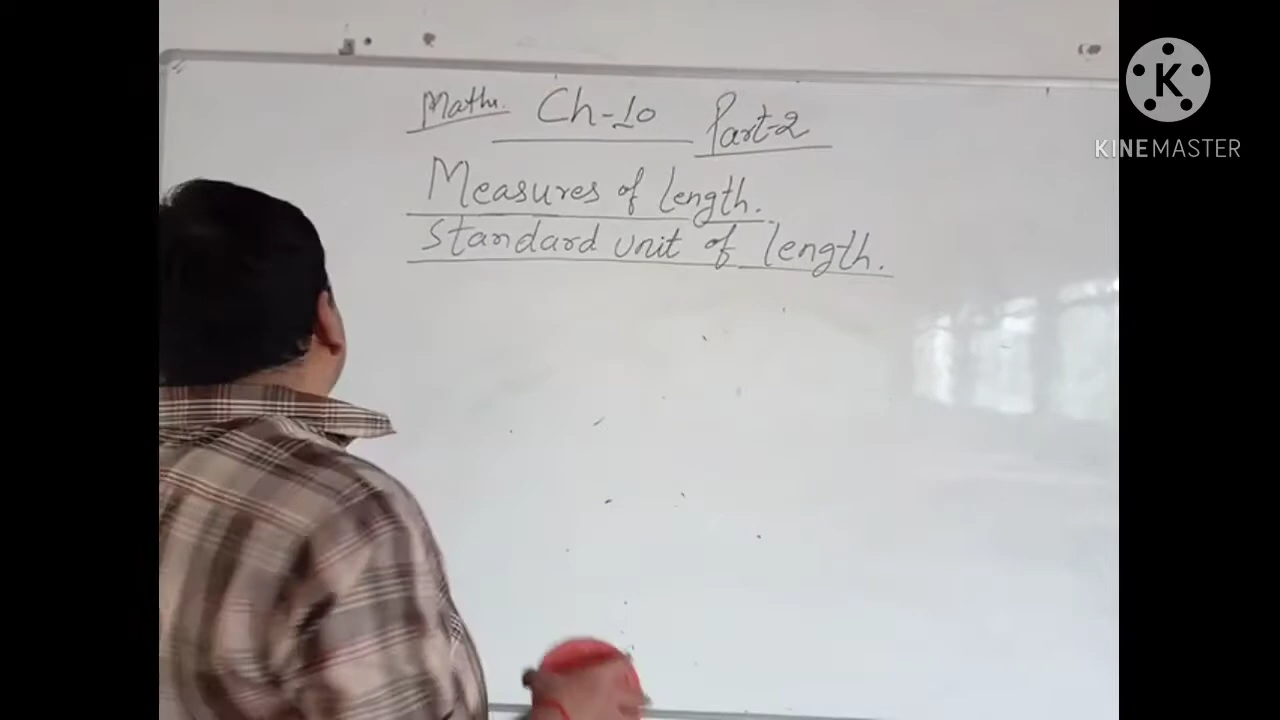 Maths. Ch-10 Part-2
Measures of length.
Standard unit of length.
K
KINEMASTER